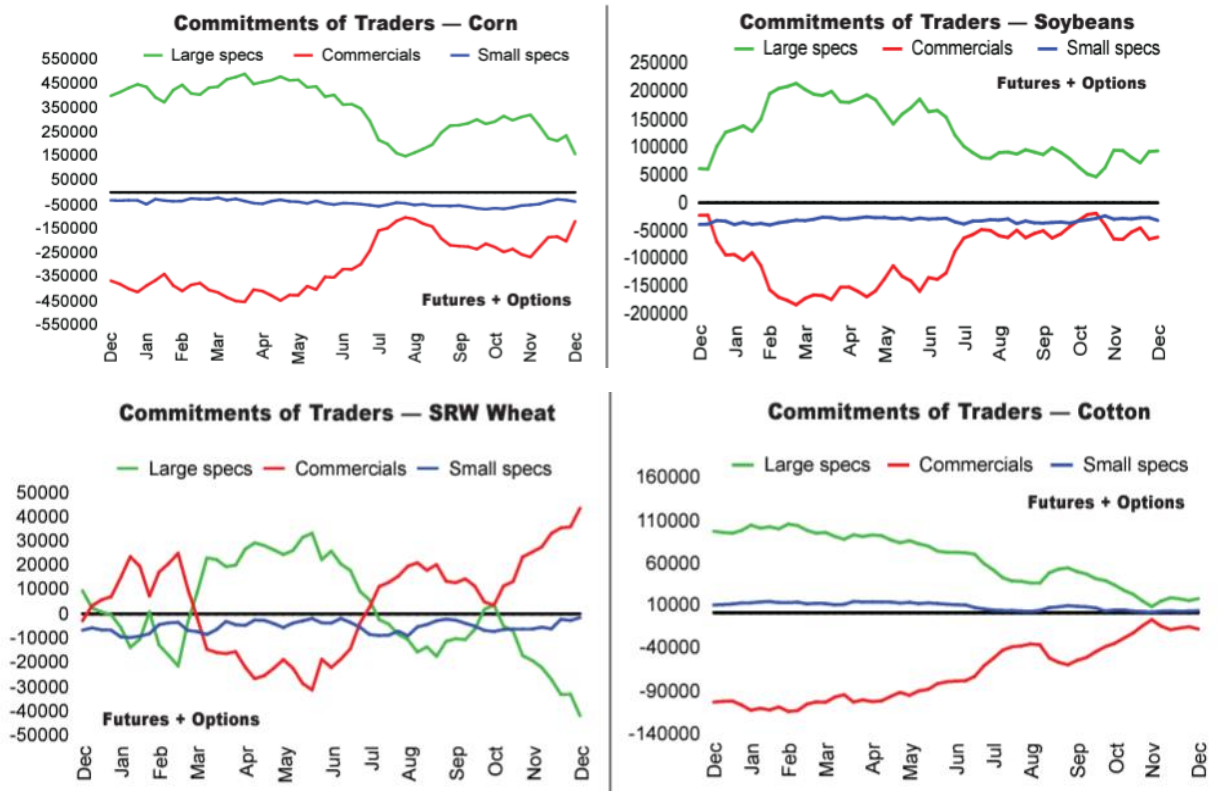 Commitments of Traders — Corn
Large specs Commercials Small specs
550000
450000
350000
250000
150000
50000
-50000
-150000
-250000
-350000
-450000
-550000
Futures + Options
Dec Jan Feb Mar Apr May Jun Jul Aug Sep Oct Nov Dec
Commitments of Traders — Soybeans
Large specs Commercials Small specs
250000
Futures + Options
200000
150000
100000
50000
0
-50000
-100000
-150000
-200000
Dec Jan Feb Mar Apr May Jun Jul Aug Sep Oct Nov Dec
Commitments of Traders — SRW Wheat
Large specs Commercials Small specs
50000
40000
30000
20000
10000
0
-10000
-20000
-30000
-40000
-50000
Futures + Options
Dec Jan Feb Mar Apr May Jun Jul Aug Sep Oct Nov Dec
Commitments of Traders — Cotton
Large specs Commercials Small specs
160000
Futures + Options
110000
60000
10000
-40000
-90000
-140000
Dec Jan Feb Mar Apr May Jun Jul Aug Sep Oct Nov Dec